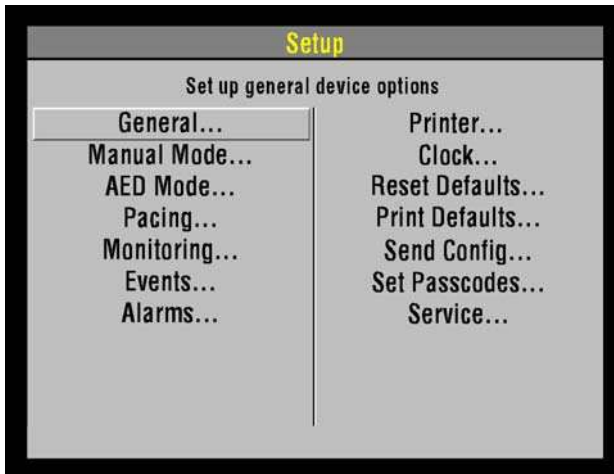 Setup
Set up general device options
General...
Manual Mode...
AED Mode...
Pacing...
Monitoring...
Events...
Alarms...
Printer...
Clock...
Reset Defaults...
Print Defaults...
Send Config...
Set Passcodes...
Service...